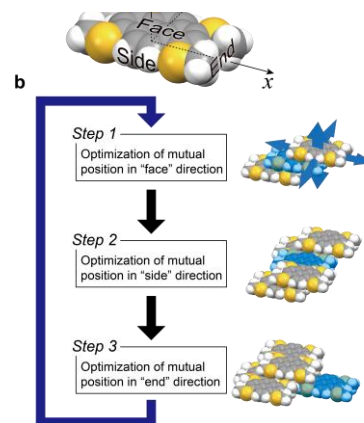 Face
Side
End
x
b
Step 1
Optimization of mutual
position in "face" direction
Step 2
Optimization of mutual
position in "side" direction
Step 3
Optimization of mutual
position in "end" direction